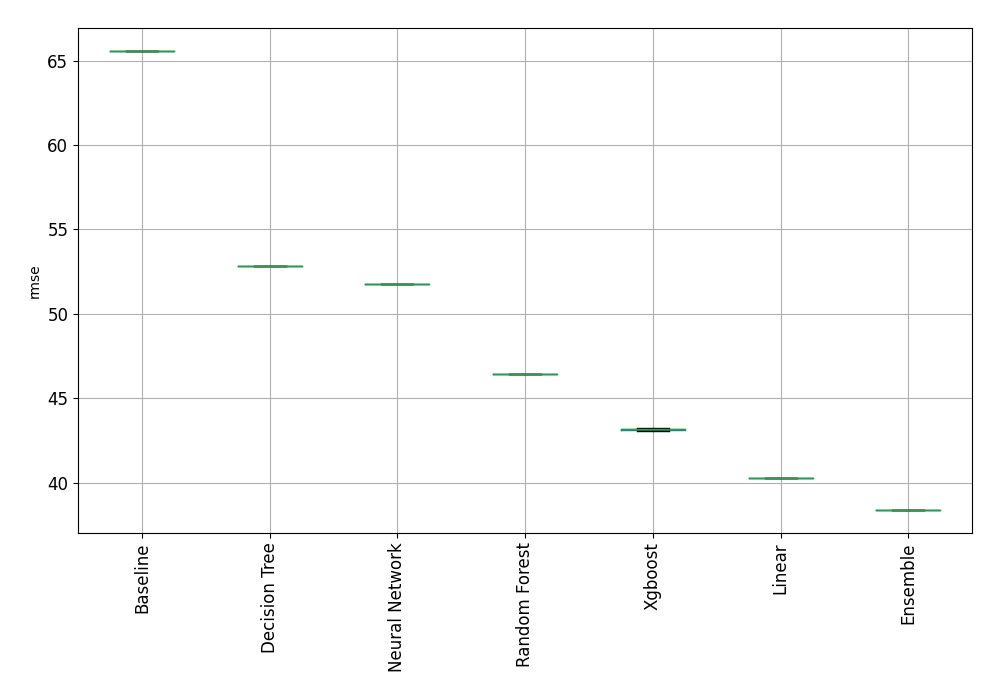 rmse
65
60
55
50
45
40
Baseline
Decision Tree
Neural Network
Random Forest
Xgboost
Linear
Ensemble